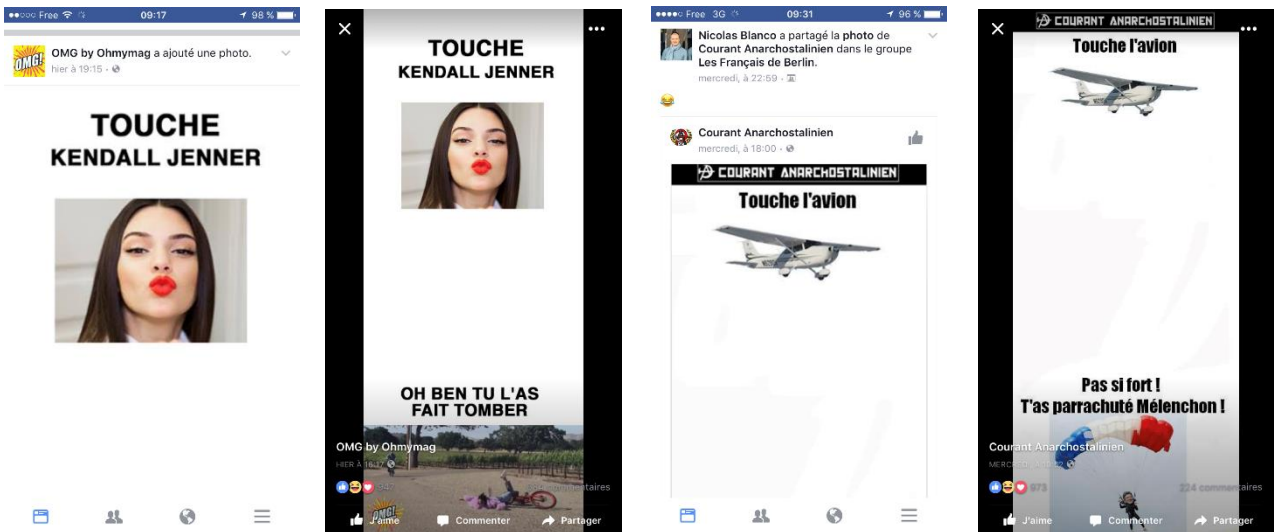 Free
09:17
98 %
OMG by Ohmymag a ajouté une photo.
hier à 19:15
OMG!
TOUCHE
KENDALL JENNER
TOUCHE
KENDALL JENNER
OH BEN TU L'AS
FAIT TOMBER
OMG by Ohmymag
HIER À
commentaires
OMG!
J'aime
Commenter
Partager
Free 3G
09:31
96 %
Nicolas Blanco a partagé la photo de
Courant Anarchostalinien dans le groupe
Les Français de Berlin.
mercredi, à 22:59
Courant Anarchostalinien
mercredi, à 18:00
COURANT ANARCHOSTALINIEN
Touche l'avion
COURANT ANARCHOSTALINIEN
Touche l'avion
Pas si fort !
T'as parrachuté Mélenchon !
Courant Anarchostalinien
973
224 commentaires
J'aime
Commenter
Partager